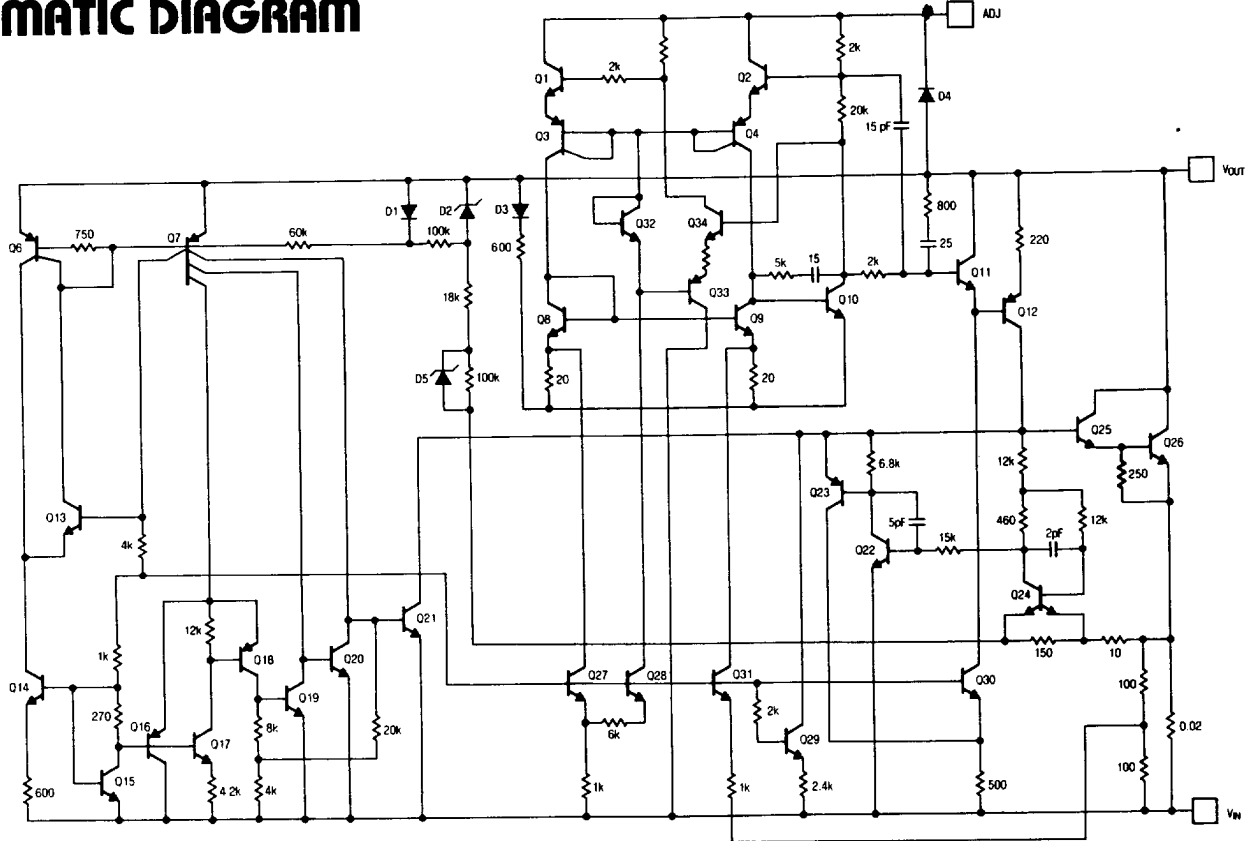 MATIC DIAGRAM
ADJ
2k
Q1
2k
Q2
20k
D4
Q3
Q4
15 pF
VOUT
D1
D2
D3
Q32
Q34
800
Q6
750
Q7
60k
100k
600
220
25
5k
15
2k
Q11
Q33
Q10
18k
Q8
Q9
Q12
D5
100k
20
20
Q25
Q26
6.8k
12k
250
Q23
Q13
5pF
460
12k
4k
Q22
15k
2pF
Q24
12k
Q21
1k
Q18
Q20
150
10
Q14
Q27
Q28
Q31
Q30
100
270
Q19
Q16
8k
2k
Q17
20k
6k
Q29
0.02
Q15
600
4.2k
4k
1k
1k
2.4k
500
100
VIN